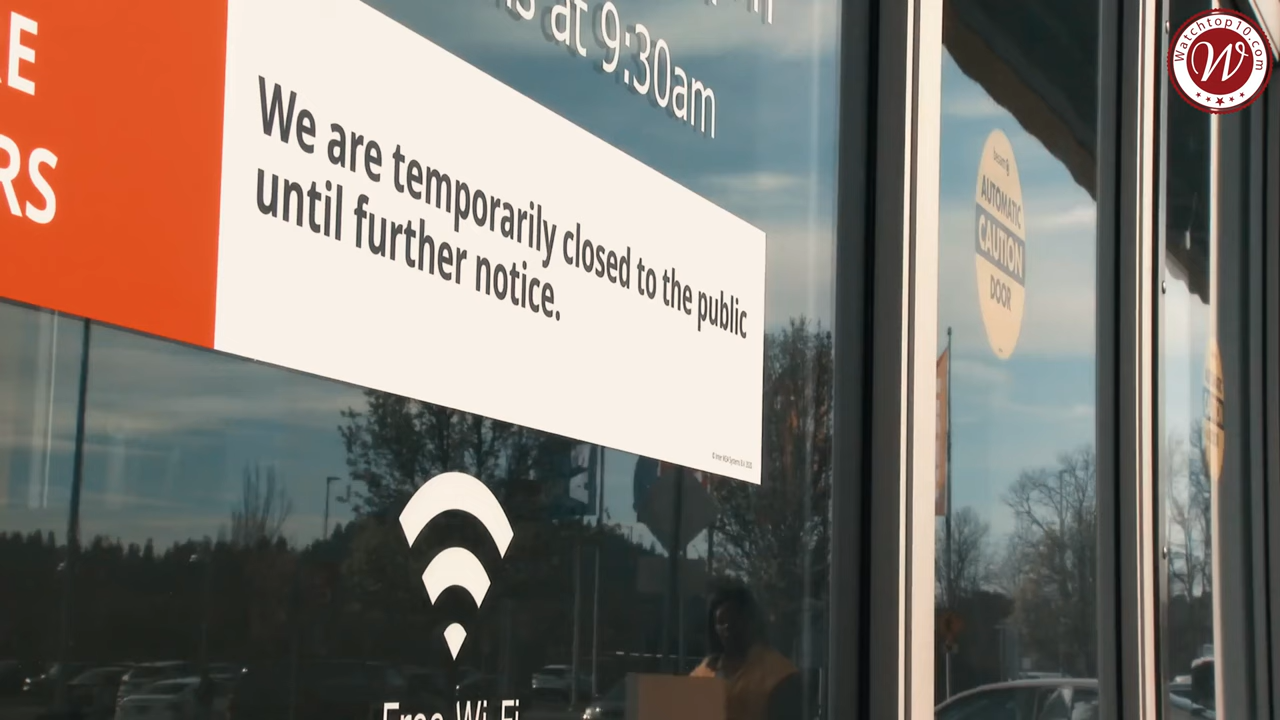 at 9:30am
We are temporarily closed to the public
until further notice.
RS
AUTOMATIC
CAUTION
DOOR
Free Wi-Fi
Watchtop10.com
W